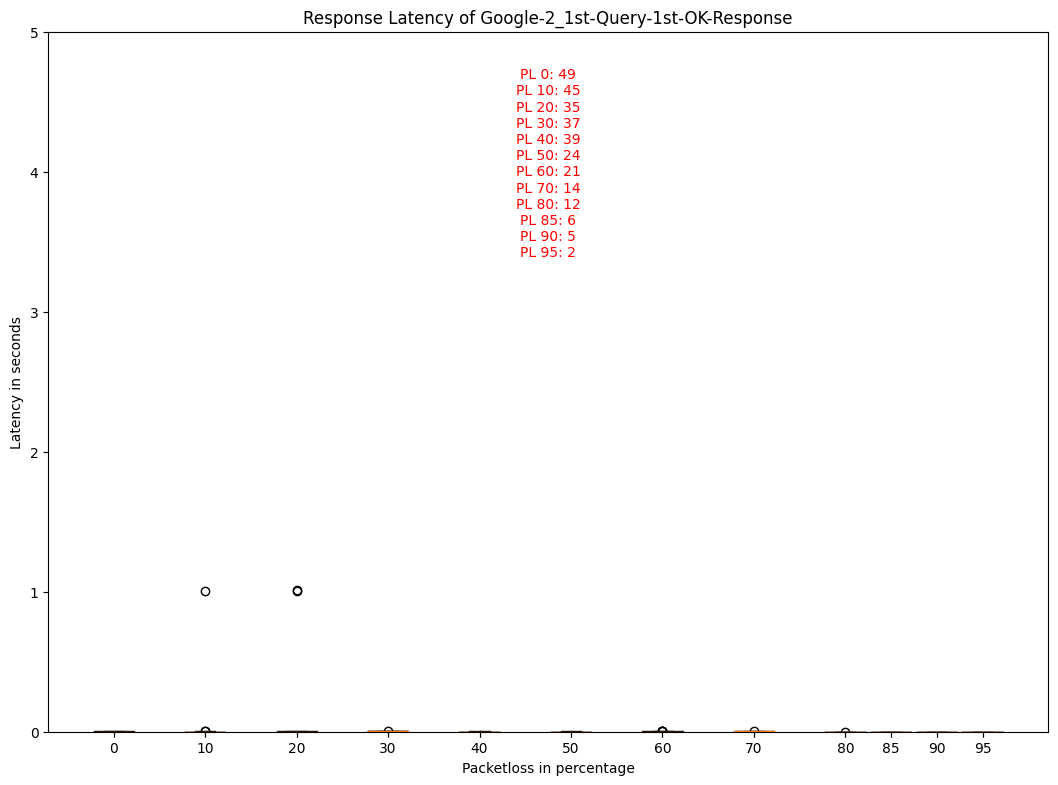 Response Latency of Google-2_1st-Query-1st-OK-Response
5
PL 0: 49
PL 10: 45
PL 20: 35
PL 30: 37
PL 40: 39
PL 50: 24
PL 60: 21
PL 70: 14
PL 80: 12
PL 85: 6
PL 90: 5
PL 95: 2
4
3
2
1
0
Latency in seconds
0 10 20 30 40 50 60 70 80 85 90 95
Packetloss in percentage